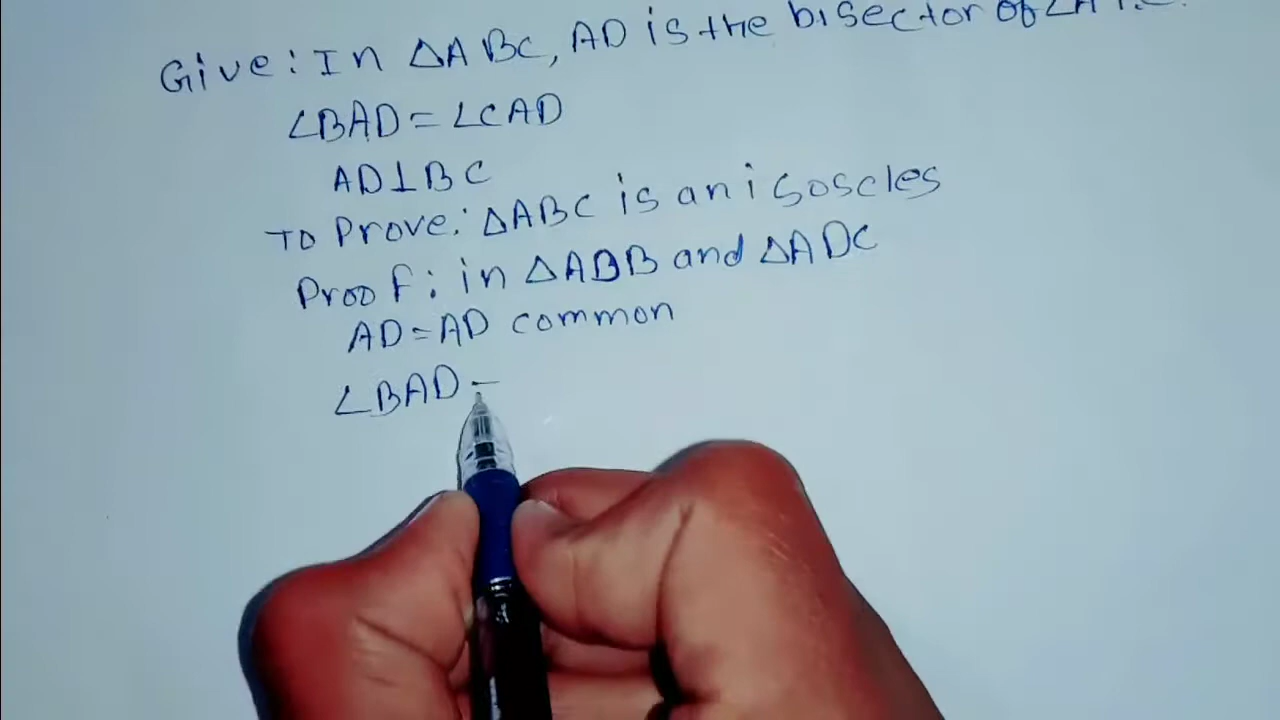 Give: In △ABC, AD is the bisector of ∠A i.e.
∠BAD = ∠CAD
AD⊥BC
To Prove: △ABC is an isoscles
Proof: in △ADB and △ADC
AD=AD common
∠BAD =